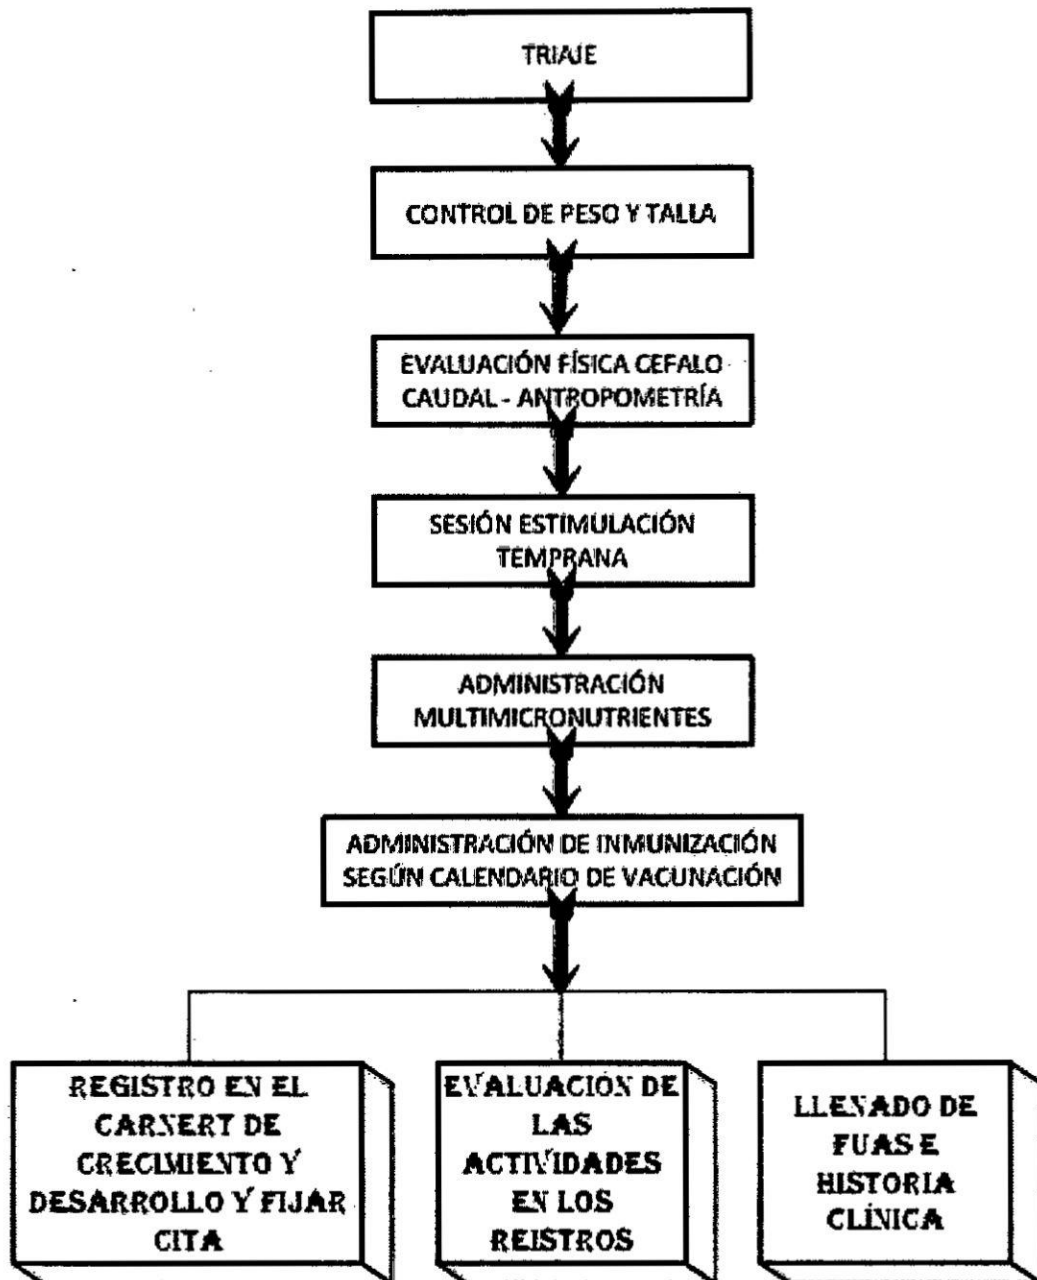 TRIAJE
CONTROL DE PESO Y TALLA
EVALUACIÓN FÍSICA CEFALO
CAUDAL - ANTROPOMETRÍA
SESIÓN ESTIMULACIÓN
TEMPRANA
ADMINISTRACIÓN
MULTIMICRONUTRIENTES
ADMINISTRACIÓN DE INMUNIZACIÓN
SEGÚN CALENDARIO DE VACUNACIÓN
REGISTRO EN EL
CARNERT DE
CRECIMIENTO Y
DESARROLLO Y FIJAR
CITA
EVALUACIÓN DE
LAS
ACTIVIDADES
EN LOS
REISTROS
LLENADO DE
FUAS E
HISTORIA
CLÍNICA